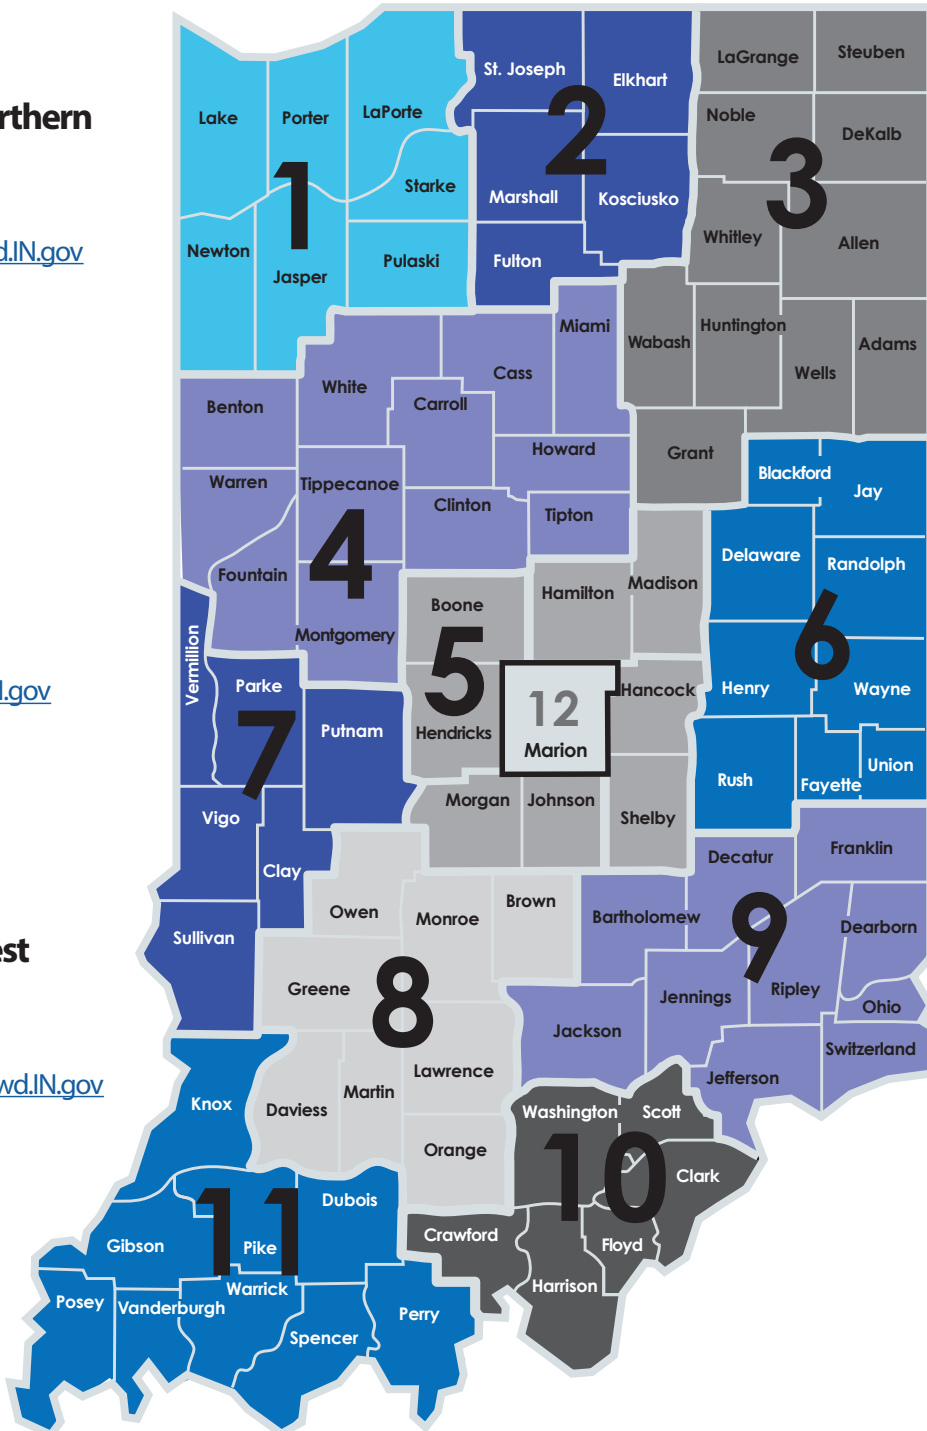 rthern
d.IN.gov
l.gov
est
wd.IN.gov
St. Joseph
Elkhart
LaGrange
Steuben
Lake
Porter
LaPorte
2
Noble
DeKalb
3
Starke
1
Marshall
Kosciusko
Newton
Jasper
Pulaski
Fulton
Whitley
Allen
Miami
Wabash
Huntington
Adams
White
Cass
Wells
Benton
Carroll
Howard
Grant
Warren
Tippecanoe
Clinton
Tipton
Blackford
Jay
4
Fountain
Montgomery
Boone
Hamilton
Madison
Delaware
Randolph
5
6
Vermillion
Parke
Putnam
Hendricks
12
Marion
Hancock
Henry
Wayne
7
Rush
Fayette
Union
Vigo
Morgan
Johnson
Shelby
Clay
Decatur
Franklin
Sullivan
Owen
Monroe
Brown
Bartholomew
9
Dearborn
Greene
8
Jennings
Ripley
Ohio
Jackson
Switzerland
Knox
Daviess
Martin
Lawrence
Jefferson
Washington
Scott
Orange
10
Clark
11
Dubois
Gibson
Pike
Crawford
Floyd
Harrison
Posey
Vanderburgh
Warrick
Spencer
Perry